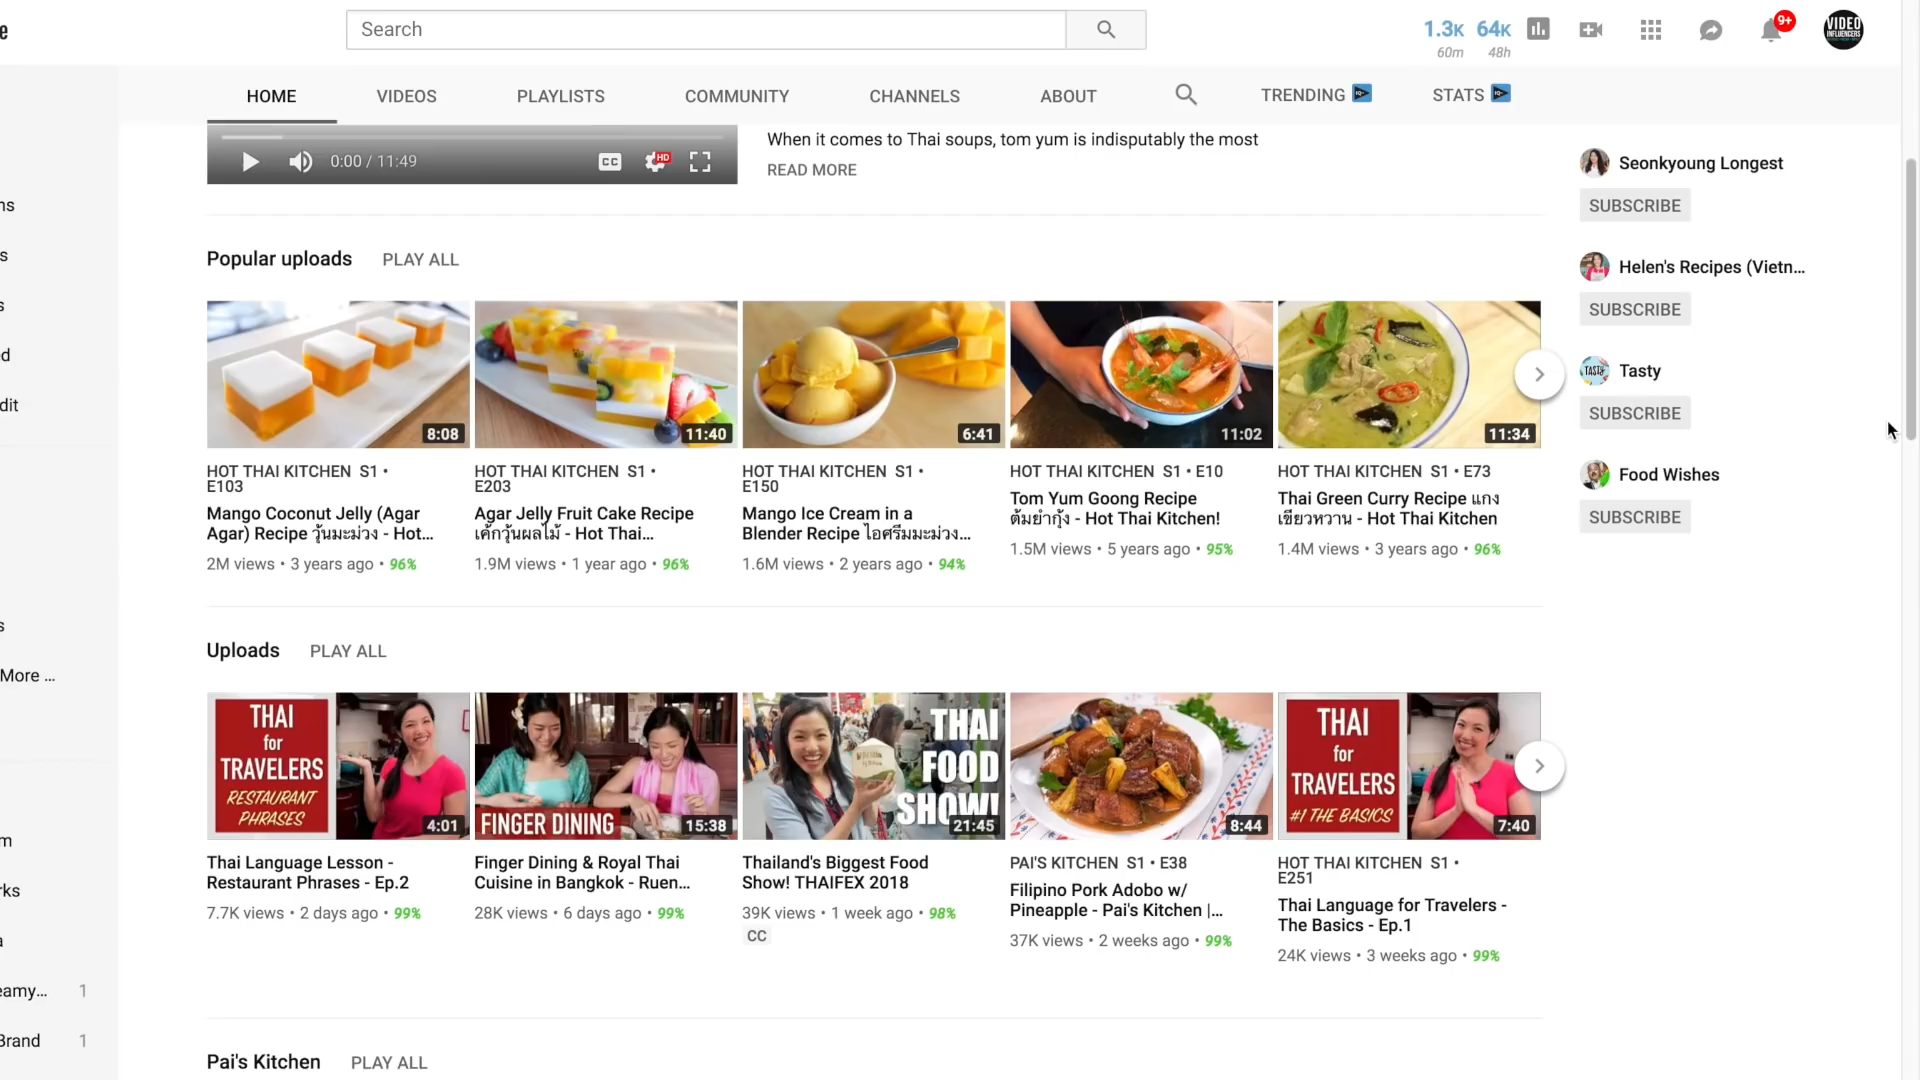 e
Search
1.3K 64K
60m 48h
9+
VIDEO
INFLUENCERS
HOME VIDEOS PLAYLISTS COMMUNITY CHANNELS ABOUT TRENDING STATS
0:00 / 11:49 CC HD
When it comes to Thai soups, tom yum is indisputably the most
READ MORE
ns
s
s
ed
dit
s
More ...
m
rks
a
eamy... 1
Brand 1
Popular uploads PLAY ALL
8:08
HOT THAI KITCHEN S1 •
E103
Mango Coconut Jelly (Agar
Agar) Recipe วุ้นมะม่วง - Hot...
2M views • 3 years ago • 96%
11:40
HOT THAI KITCHEN S1 •
E203
Agar Jelly Fruit Cake Recipe
เค้กวุ้นผลไม้ - Hot Thai...
1.9M views • 1 year ago • 96%
6:41
HOT THAI KITCHEN S1 •
E150
Mango Ice Cream in a
Blender Recipe ไอศรีมมะม่วง...
1.6M views • 2 years ago • 94%
11:02
HOT THAI KITCHEN S1 • E10
Tom Yum Goong Recipe
ต้มยำกุ้ง - Hot Thai Kitchen!
1.5M views • 5 years ago • 95%
11:34
HOT THAI KITCHEN S1 • E73
Thai Green Curry Recipe แกง
เขียวหวาน - Hot Thai Kitchen
1.4M views • 3 years ago • 96%
Uploads PLAY ALL
THAI
for
TRAVELERS
RESTAURANT
PHRASES
4:01
Thai Language Lesson -
Restaurant Phrases - Ep.2
7.7K views • 2 days ago • 99%
FINGER DINING
15:38
Finger Dining & Royal Thai
Cuisine in Bangkok - Ruen...
28K views • 6 days ago • 99%
THAI
FOOD
SHOW!
21:45
Thailand's Biggest Food
Show! THAIFEX 2018
39K views • 1 week ago • 98%
CC
8:44
PAI'S KITCHEN S1 • E38
Filipino Pork Adobo w/
Pineapple - Pai's Kitchen |...
37K views • 2 weeks ago • 99%
THAI
for
TRAVELERS
#1 THE BASICS
7:40
HOT THAI KITCHEN S1 •
E251
Thai Language for Travelers -
The Basics - Ep.1
24K views • 3 weeks ago • 99%
Pai's Kitchen PLAY ALL
Seonkyoung Longest
SUBSCRIBE
Helen's Recipes (Vietn...
SUBSCRIBE
TASTY
Tasty
SUBSCRIBE
Food Wishes
SUBSCRIBE